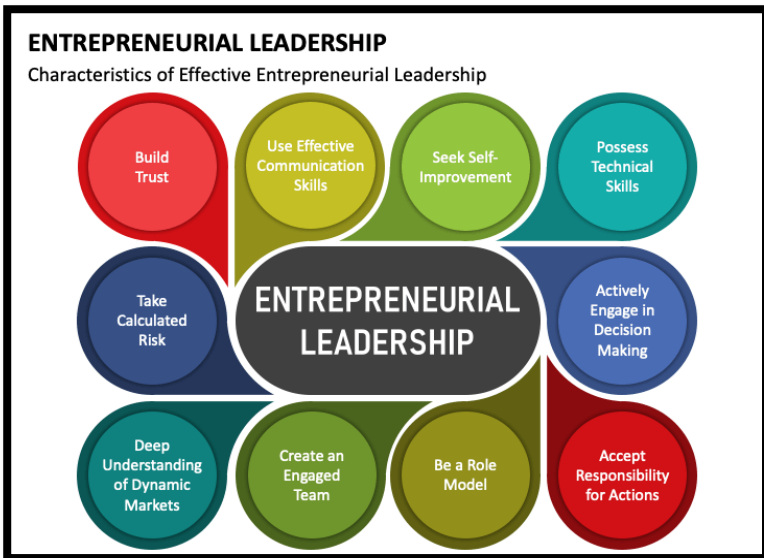 ENTREPRENEURIAL LEADERSHIP
Characteristics of Effective Entrepreneurial Leadership
Build
Trust
Use Effective
Communication
Skills
Seek Self-
Improvement
Possess
Technical
Skills
Take
Calculated
Risk
ENTREPRENEURIAL
LEADERSHIP
Actively
Engage in
Decision
Making
Deep
Understanding
of Dynamic
Markets
Create an
Engaged
Team
Be a Role
Model
Accept
Responsibility
for Actions